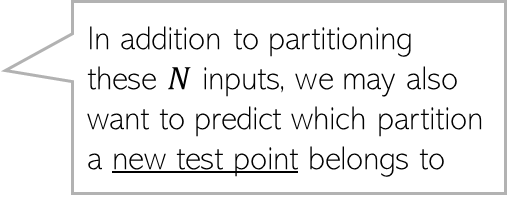 In addition to partitioning
these N inputs, we may also
want to predict which partition
a new test point belongs to